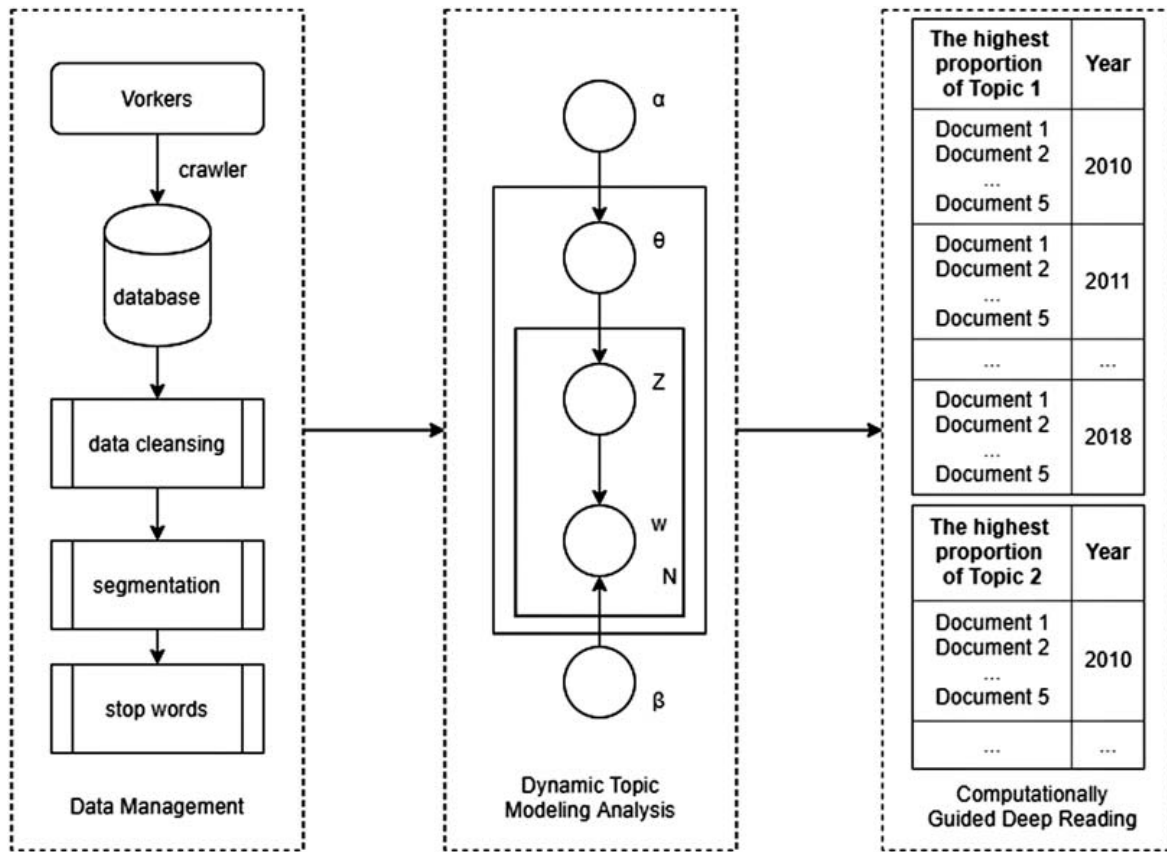 Vorkers
crawler
database
data cleansing
segmentation
stop words
Data Management
α
θ
Z
w
N
β
Dynamic Topic
Modeling Analysis
The highest
proportion
of Topic 1
Year
Document 1
Document 2
...
Document 5
2010
Document 1
Document 2
...
Document 5
2011
...
...
Document 1
Document 2
...
Document 5
2018
The highest
proportion
of Topic 2
Year
Document 1
Document 2
...
Document 5
2010
...
...
Computationally
Guided Deep Reading